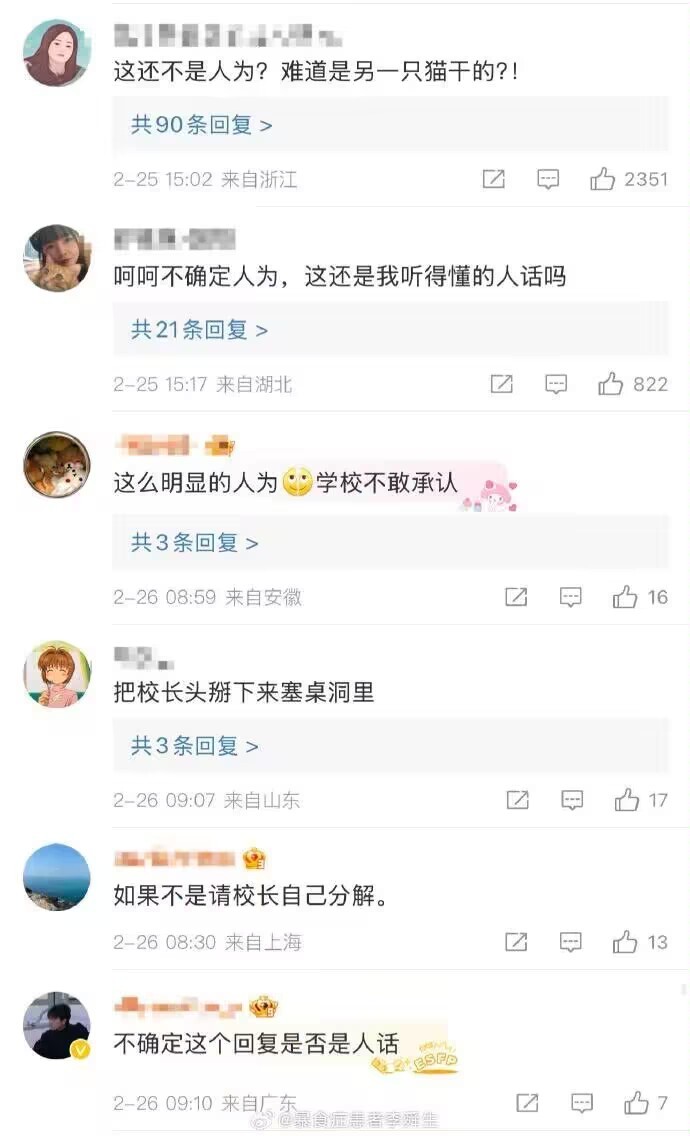 这还不是人为？难道是另一只猫干的?！
共90条回复 >
2-25 15:02 来自浙江
2351
呵呵不确定人为，这还是我听得懂的人话吗
共21条回复 >
2-25 15:17 来自湖北
822
这么明显的人为学校不敢承认
共3条回复 >
2-26 08:59 来自安徽
16
把校长头掰下来塞桌洞里
共3条回复 >
2-26 09:07 来自山东
17
如果不是请校长自己分解。
2-26 08:30 来自上海
13
不确定这个回复是否是人话
ESFP
2-26 09:10 来自广东
7
@暴食症患者李舜生